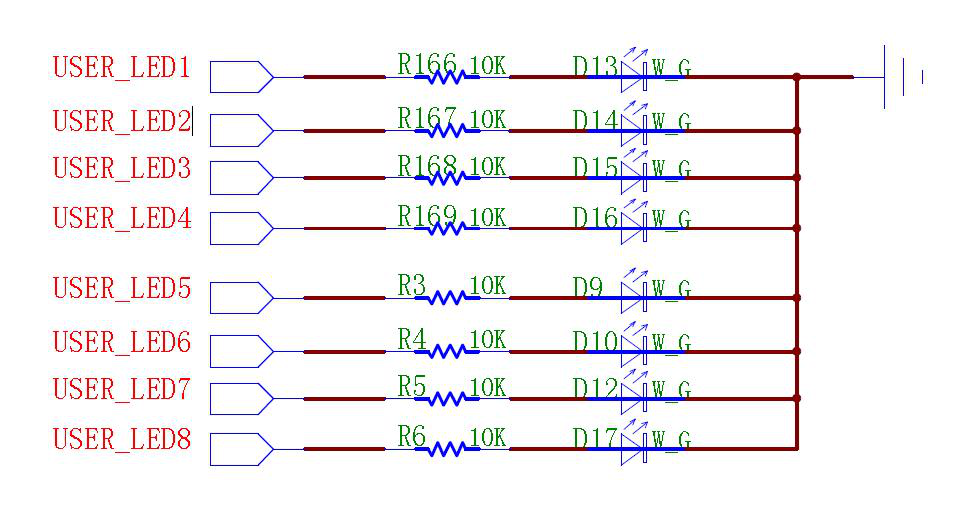 USER_LED1 R166 10K D13 W_G
USER_LED2 R167 10K D14 W_G
USER_LED3 R168 10K D15 W_G
USER_LED4 R169 10K D16 W_G
USER_LED5 R3 10K D9 W_G
USER_LED6 R4 10K D10 W_G
USER_LED7 R5 10K D12 W_G
USER_LED8 R6 10K D17 W_G